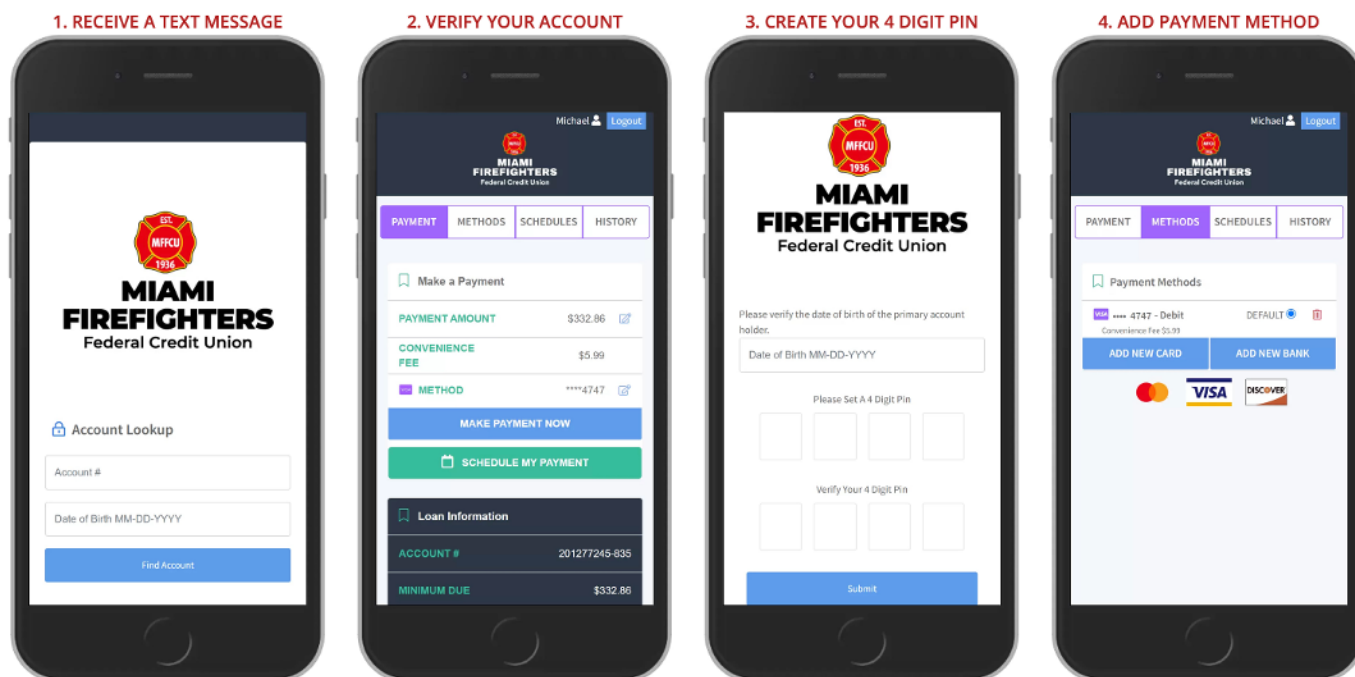 1. RECEIVE A TEXT MESSAGE
EST.
MFFCU
1936
MIAMI
FIREFIGHTERS
Federal Credit Union
Account Lookup
Account #
Date of Birth MM-DD-YYYY
Find Account
2. VERIFY YOUR ACCOUNT
Michael Logout
EST.
MFFCU
1936
MIAMI
FIREFIGHTERS
Federal Credit Union
PAYMENT METHODS SCHEDULES HISTORY
Make a Payment
PAYMENT AMOUNT $332.86
CONVENIENCE
FEE $5.99
VISA METHOD ****4747
MAKE PAYMENT NOW
SCHEDULE MY PAYMENT
Loan Information
ACCOUNT # 201277245-835
MINIMUM DUE $332.86
3. CREATE YOUR 4 DIGIT PIN
EST.
MFFCU
1936
MIAMI
FIREFIGHTERS
Federal Credit Union
Please verify the date of birth of the primary account
holder.
Date of Birth MM-DD-YYYY
Please Set A 4 Digit Pin
Verify Your 4 Digit Pin
Submit
4. ADD PAYMENT METHOD
Michael Logout
EST.
MFFCU
1936
MIAMI
FIREFIGHTERS
Federal Credit Union
PAYMENT METHODS SCHEDULES HISTORY
Payment Methods
VISA •••• 4747 - Debit DEFAULT
Convenience Fee $5.99
ADD NEW CARD ADD NEW BANK
VISA DISCOVER